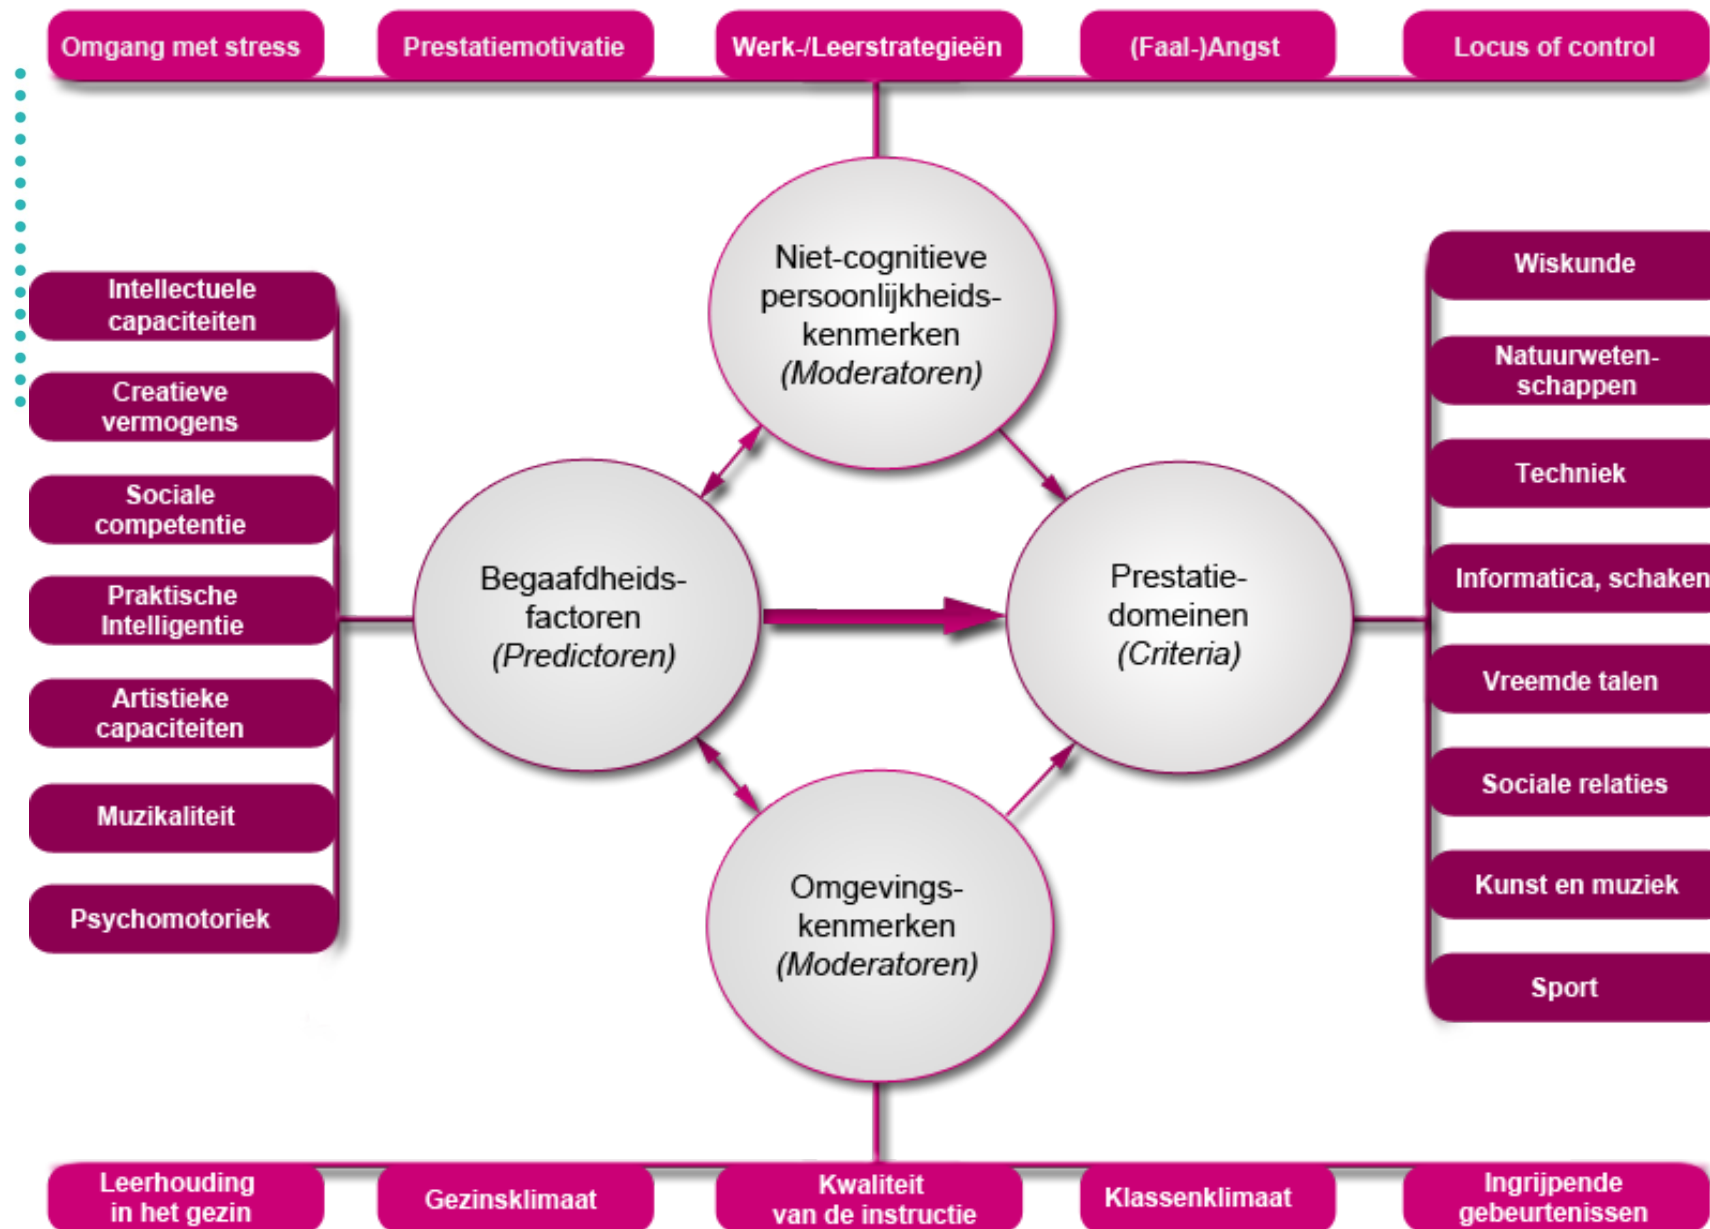 Omgang met stress
Prestatiemotivatie
Werk-/Leerstrategieën
(Faal-)Angst
Locus of control
Niet-cognitieve
persoonlijkheids-
kenmerken
(Moderatoren)
Intellectuele
capaciteiten
Creatieve
vermogens
Sociale
competentie
Praktische
Intelligentie
Artistieke
capaciteiten
Muzikaliteit
Psychomotoriek
Begaafdheids-
factoren
(Predictoren)
Prestatie-
domeinen
(Criteria)
Wiskunde
Natuurweten-
schappen
Techniek
Informatica, schaken
Vreemde talen
Sociale relaties
Kunst en muziek
Sport
Omgevings-
kenmerken
(Moderatoren)
Leerhouding
in het gezin
Gezinsklimaat
Kwaliteit
van de instructie
Klassenklimaat
Ingrijpende
gebeurtenissen